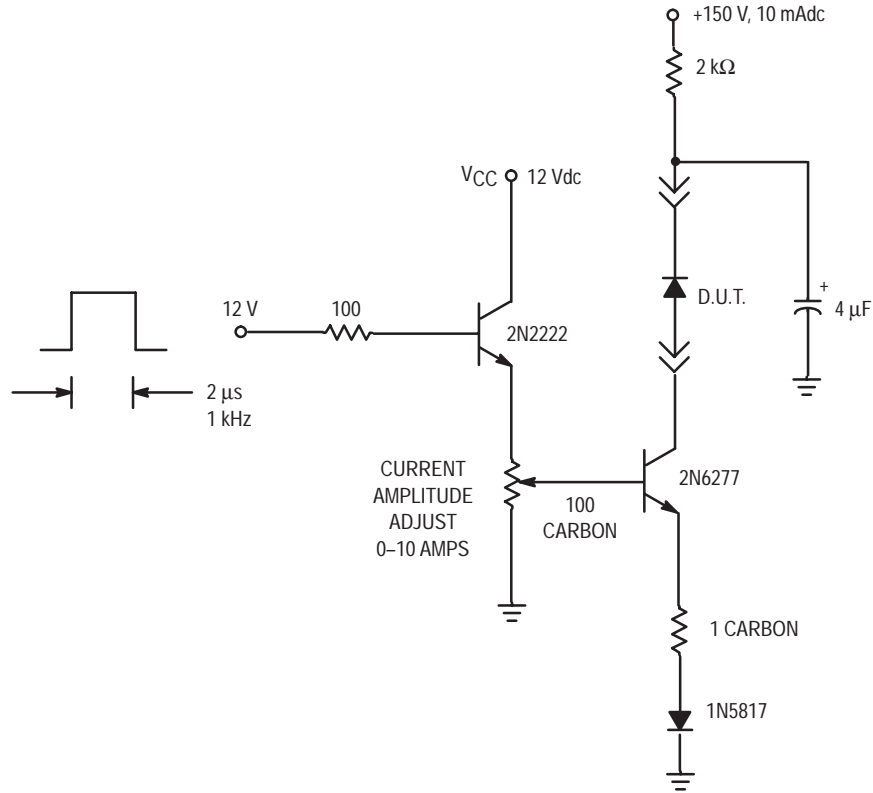 +150 V, 10 mAdc
2 kΩ
VCC 12 Vdc
12 V
100
2N2222
D.U.T.
+
4 μF
2 μs
1 kHz
CURRENT
AMPLITUDE
ADJUST
0–10 AMPS
100
CARBON
2N6277
1 CARBON
1N5817